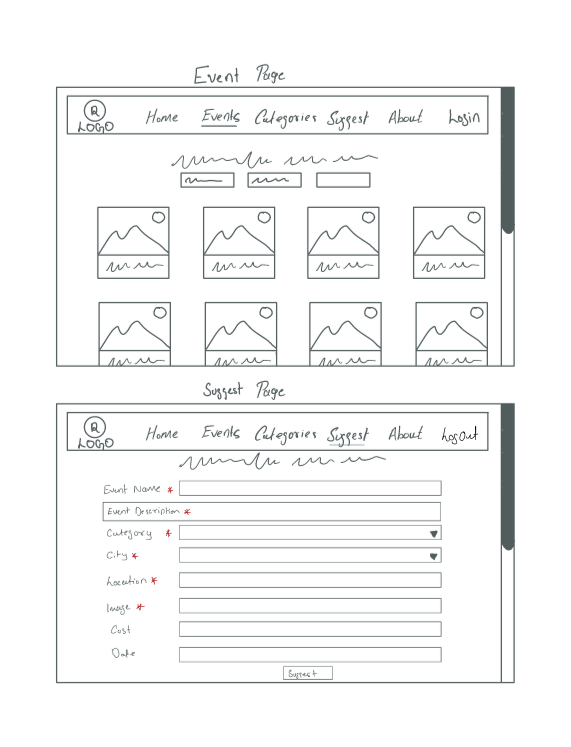 Event Page
R
LOGO Home Events Categories Suggest About Login
Suggest Page
R
LOGO Home Events Categories Suggest About LogOut
Event Name *
Event Description *
Category *
City *
Location *
Image *
Cost
Date
Suggest